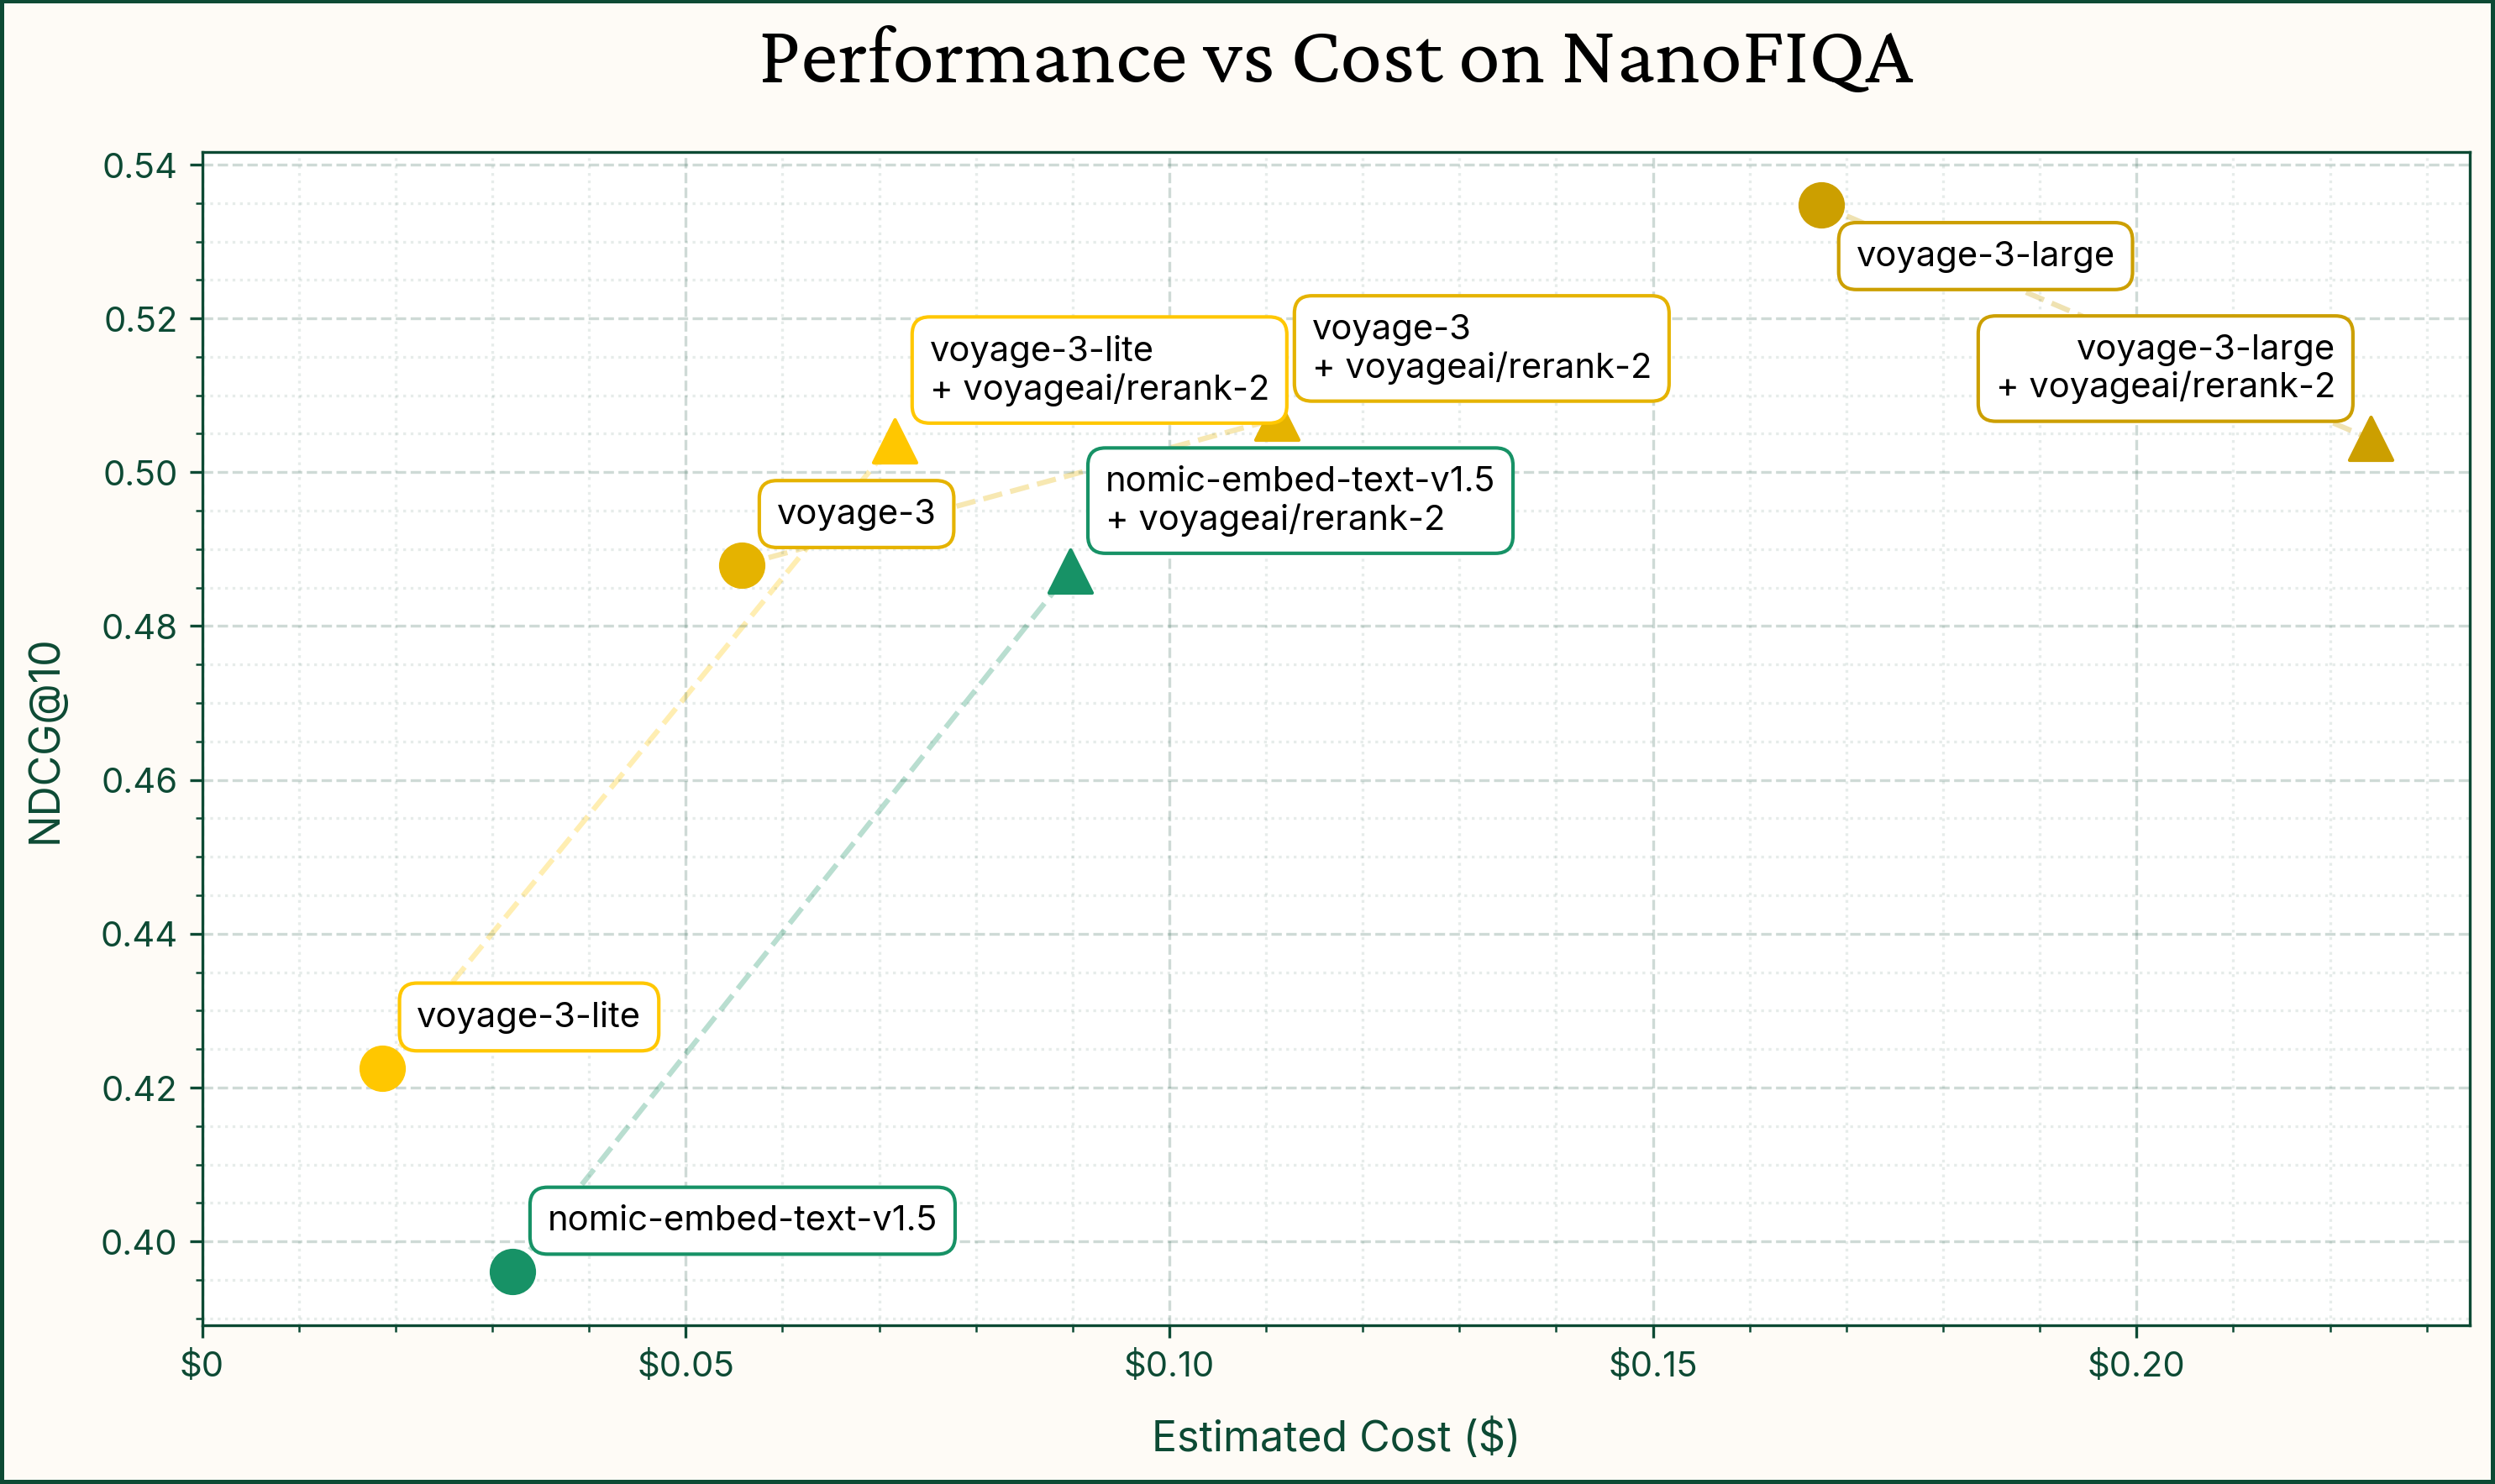 Performance vs Cost on NanoFIQA
0.54
0.52
0.50
0.48
0.46
0.44
0.42
0.40
NDCG@10
voyage-3-large
voyage-3
+ voyageai/rerank-2
voyage-3-lite
+ voyageai/rerank-2
voyage-3-large
+ voyageai/rerank-2
nomic-embed-text-v1.5
+ voyageai/rerank-2
voyage-3
voyage-3-lite
nomic-embed-text-v1.5
$0
$0.05
$0.10
$0.15
$0.20
Estimated Cost ($)